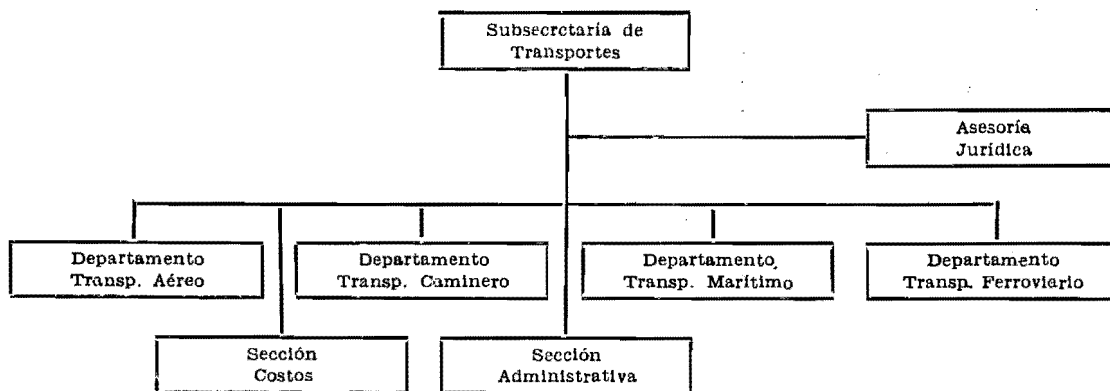 Subsecretaría de
Transportes
Asesoría
Jurídica
Departamento
Transp. Aéreo
Departamento
Transp. Caminero
Departamento
Transp. Marítimo
Departamento
Transp. Ferroviario
Sección
Costos
Sección
Administrativa